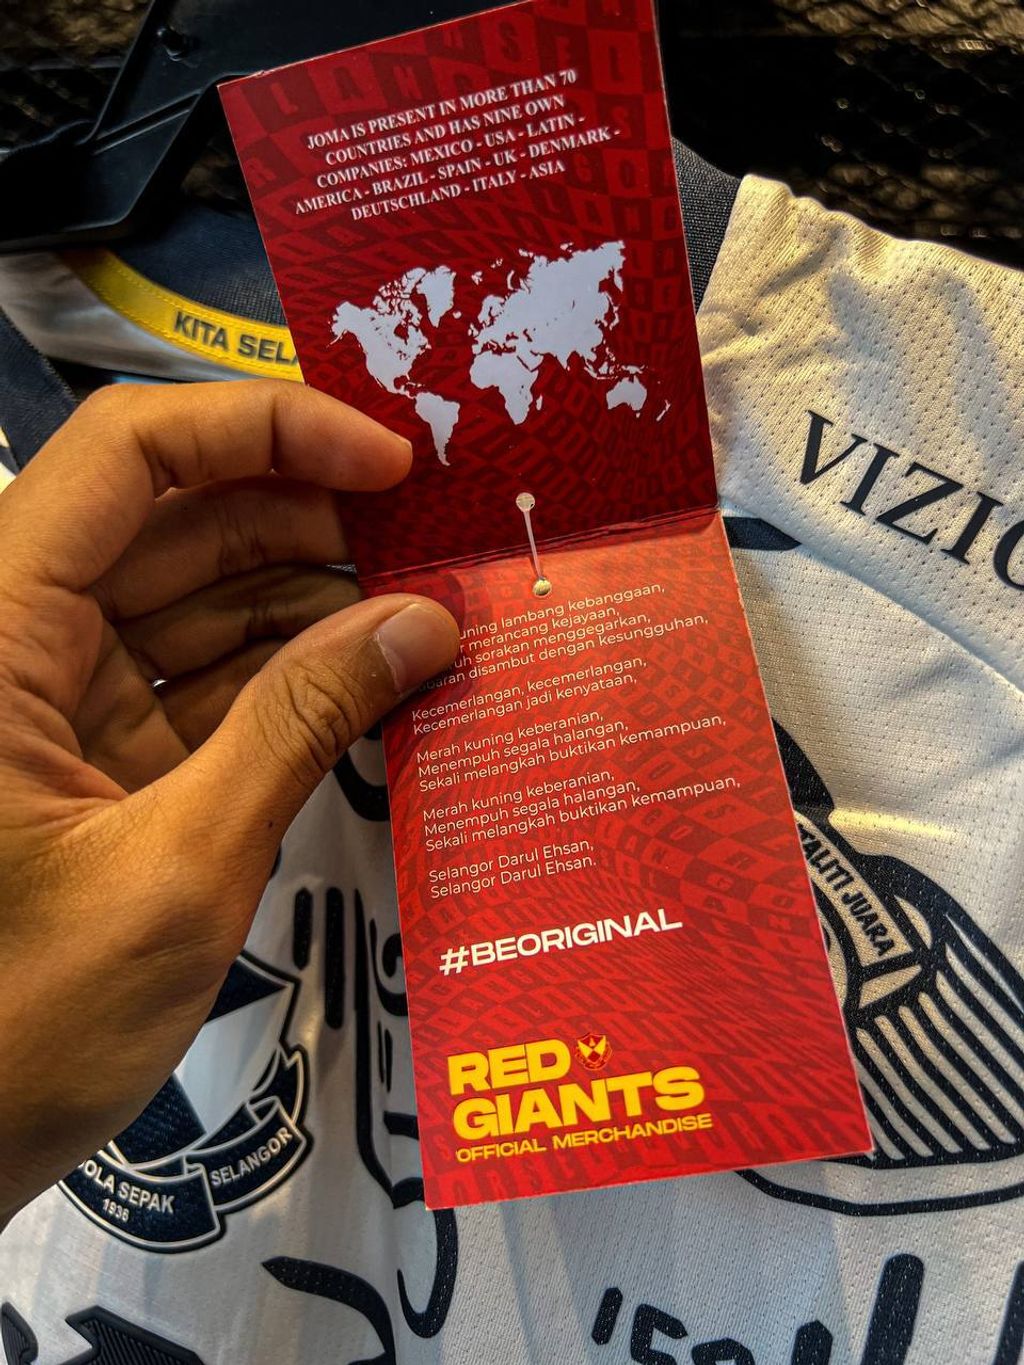 JOMA IS PRESENT IN MORE THAN 70
COUNTRIES AND HAS NINE OWN
COMPANIES: MEXICO - USA - LATIN -
AMERICA - BRAZIL - SPAIN - UK - DENMARK -
DEUTSCHLAND - ITALY - ASIA
KITA
VIZIO
lambang kebanggaan,
merancang kejayaan,
sorakan menggegarkan,
disambut dengan kesungguhan,
Kecemerlangan, kecemerlangan,
Kecemerlangan jadi kenyataan,
Merah kuning keberanian,
Menempuh segala halangan,
Sekali melangkah buktikan kemampuan,
Merah kuning keberanian,
Menempuh segala halangan,
Sekali melangkah buktikan kemampuan,
Selangor Darul Ehsan,
Selangor Darul Ehsan.
#BEORIGINAL
RED
GIANTS
OFFICIAL MERCHANDISE
JUARA
SEPAK
SELANGOR
1936